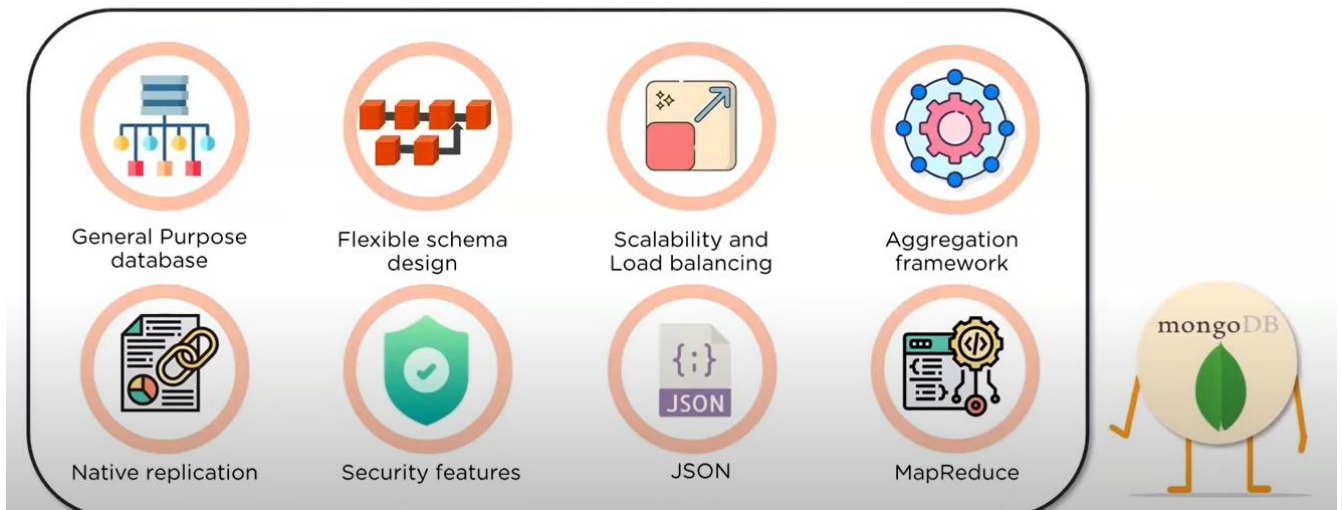 General Purpose
database
Flexible schema
design
Scalability and
Load balancing
Aggregation
framework
{;}
JSON
Native replication
Security features
JSON
MapReduce
mongoDB